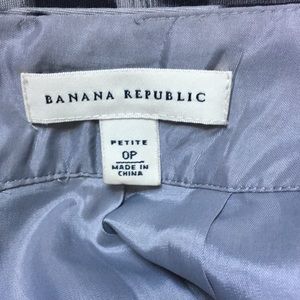 BANANA REPUBLIC
PETITE
0P
MADE IN
CHINA